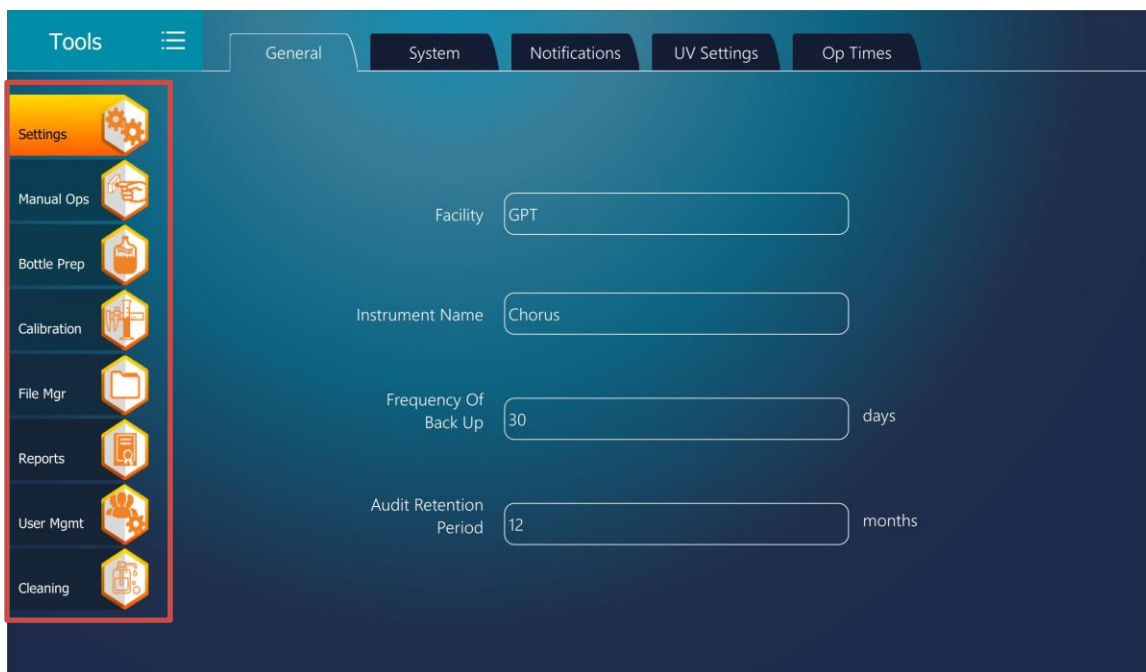 Tools
General
System
Notifications
UV Settings
Op Times
Settings
Manual Ops
Bottle Prep
Calibration
File Mgr
Reports
User Mgmt
Cleaning
Facility
GPT
Instrument Name
Chorus
Frequency Of
Back Up
30
days
Audit Retention
Period
12
months